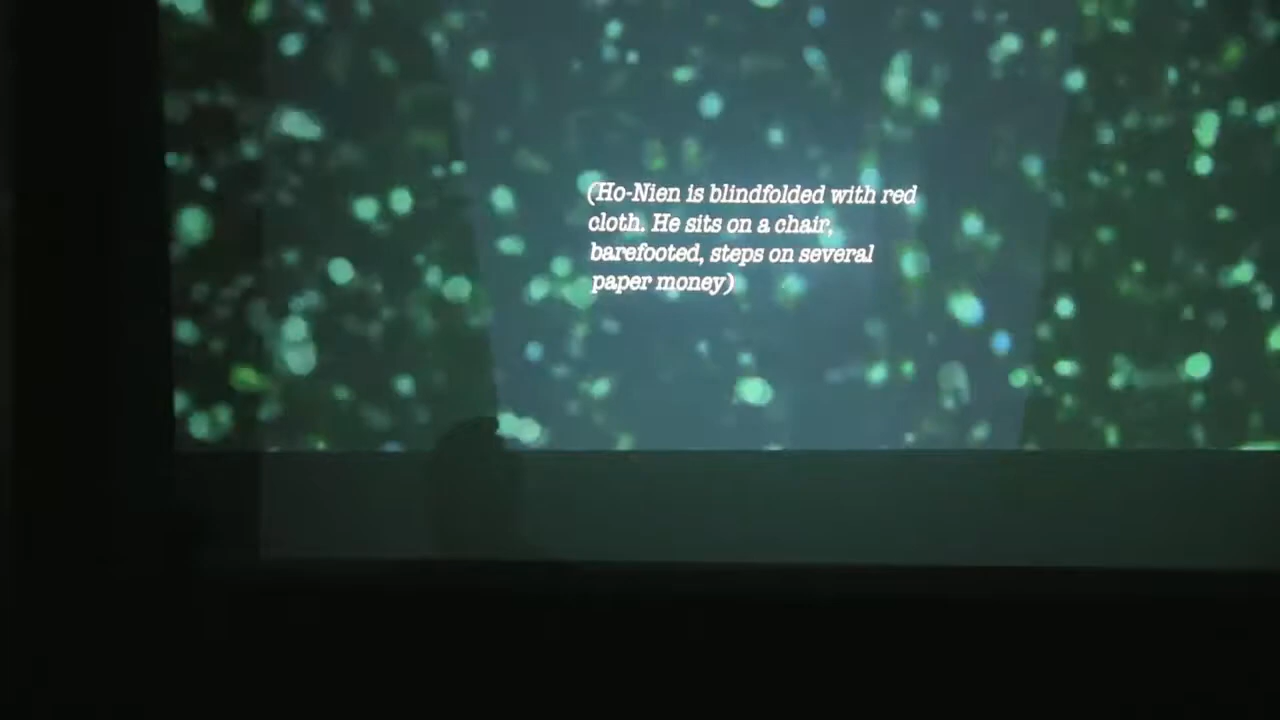 (Ho-Nien is blindfolded with red
cloth. He sits on a chair,
barefooted, steps on several
paper money)